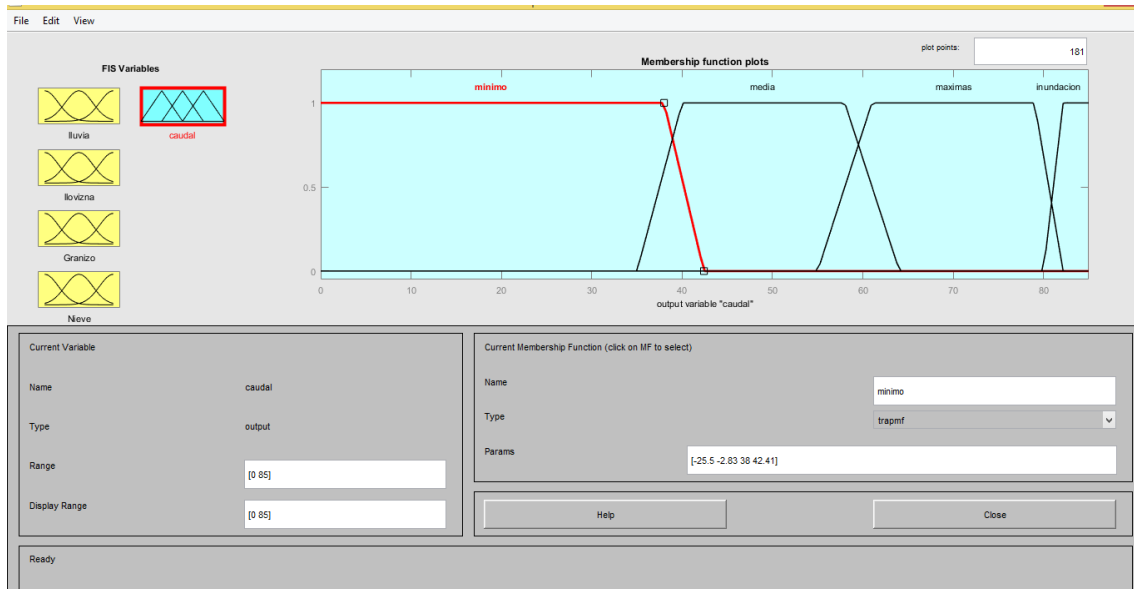 File Edit View
plot points: 181
FIS Variables
Membership function plots
lluvia
caudal
llovizna
Granizo
Nieve
minimo media maximas inundacion
1
0.5
0
0 10 20 30 40 50 60 70 80
output variable "caudal"
Current Variable
Name caudal
Type output
Range [0 85]
Display Range [0 85]
Current Membership Function (click on MF to select)
Name minimo
Type trapmf
Params [-25.5 -2.83 38 42.41]
Help Close
Ready